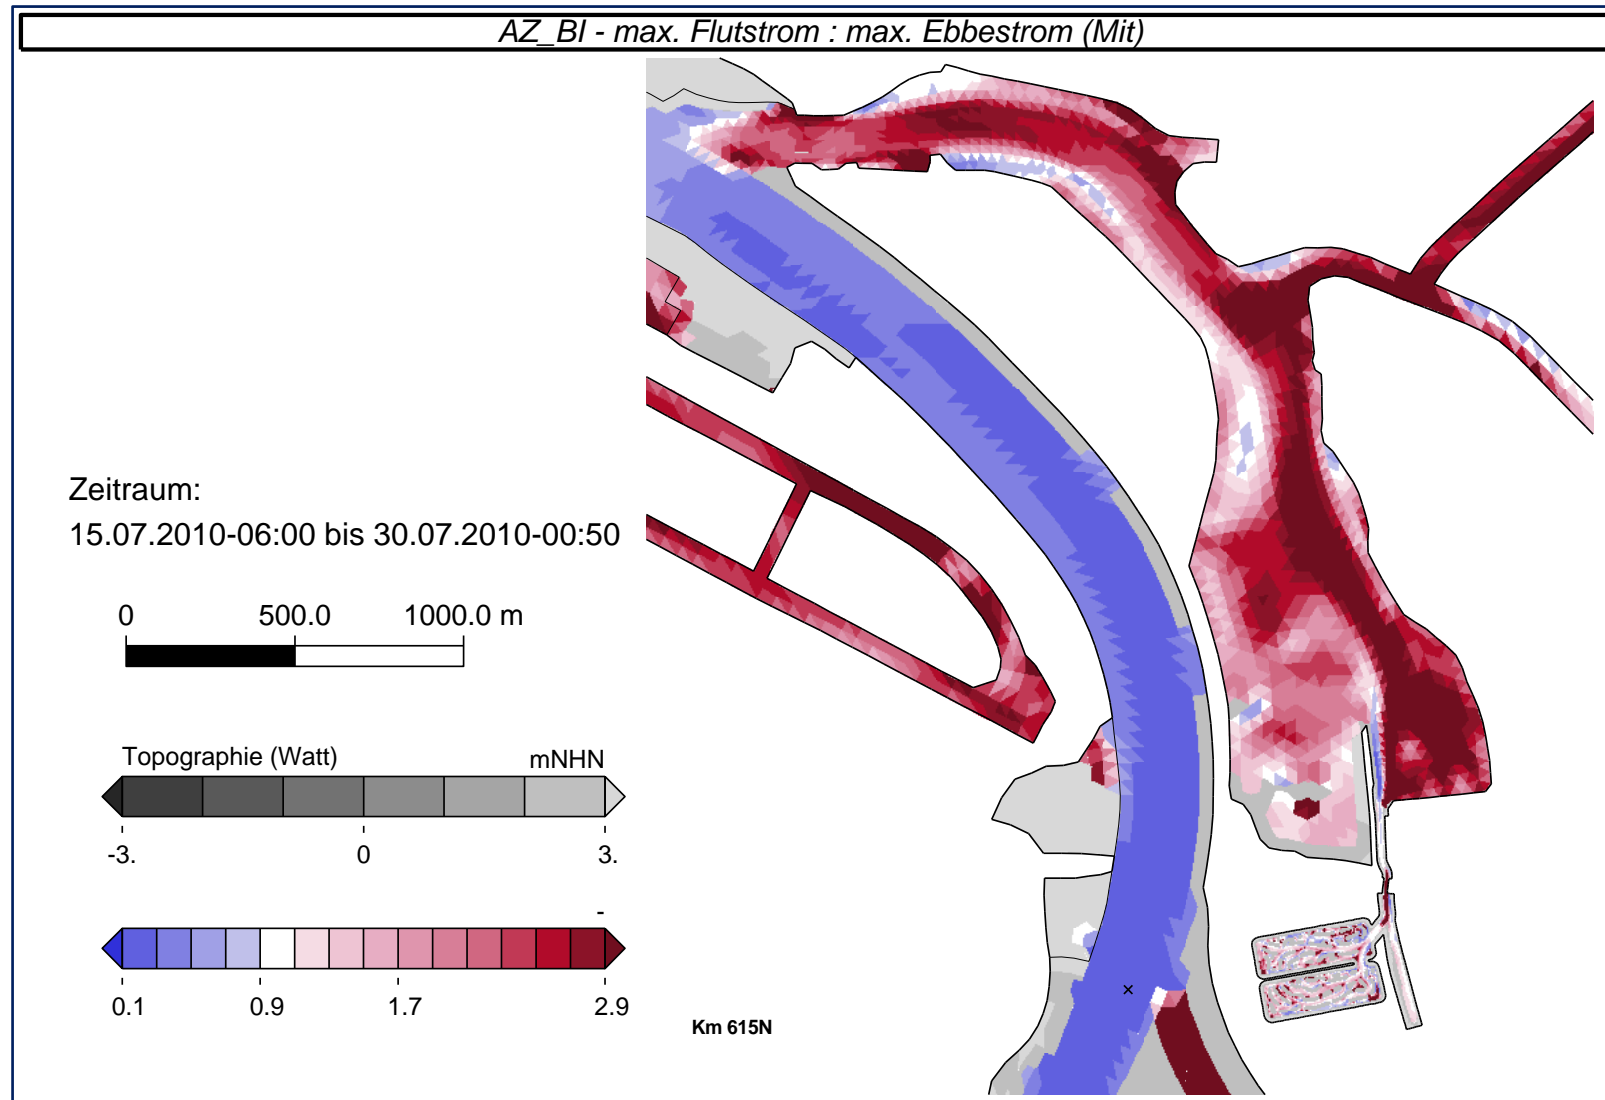 AZ_BI - max. Flutstrom : max. Ebbestrom (Mit)
Zeitraum:
15.07.2010-06:00 bis 30.07.2010-00:50
0 500.0 1000.0 m
Topographie (Watt) mNHN
-3. 0 3.
-
0.1 0.9 1.7 2.9
Km 615N